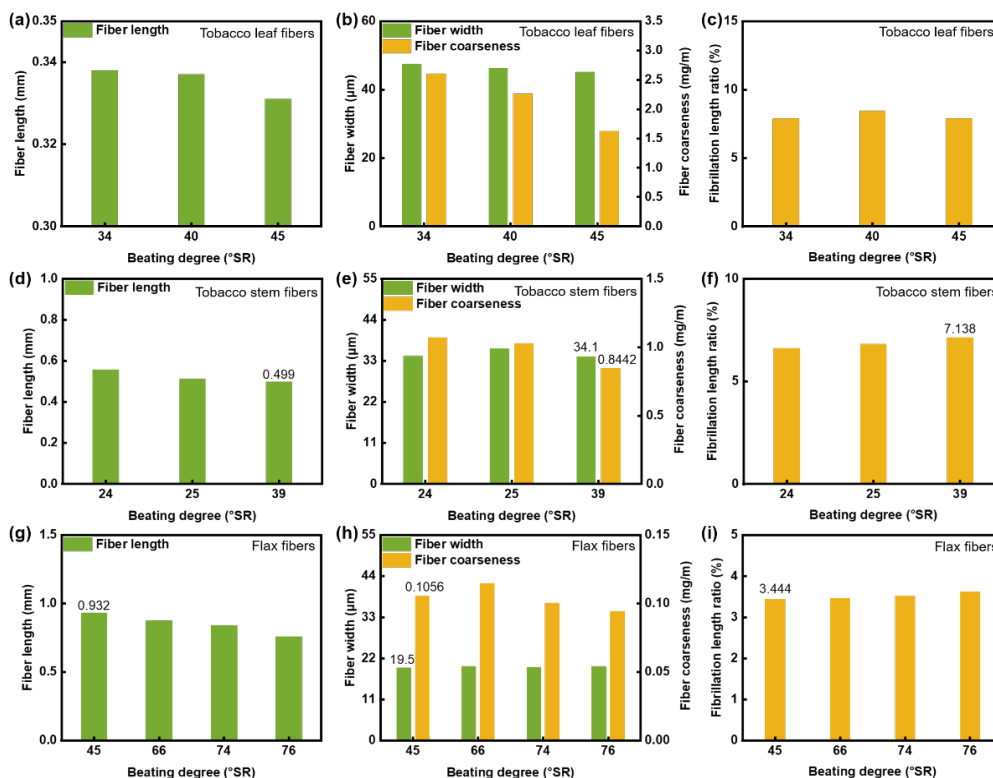 (a)
Fiber length
Tobacco leaf fibers
0.35
0.34
0.32
0.30
Fiber length (mm)
34 40 45
Beating degree (°SR)
(b)
Fiber width
Fiber coarseness
Tobacco leaf fibers
60
40
20
0
Fiber width (μm)
3.5
3.0
2.5
2.0
1.5
1.0
0.5
0.0
Fiber coarseness (mg/m)
34 40 45
Beating degree (°SR)
(c)
Tobacco leaf fibers
15
10
5
0
Fibrillation length ratio (%)
34 40 45
Beating degree (°SR)
(d)
Fiber length
Tobacco stem fibers
1.0
0.8
0.6
0.4
0.2
0.0
Fiber length (mm)
0.499
24 25 39
Beating degree (°SR)
(e)
Fiber width
Fiber coarseness
Tobacco stem fibers
55
44
33
22
11
0
Fiber width (μm)
34.1
0.8442
1.5
1.0
0.5
0.0
Fiber coarseness (mg/m)
24 25 39
Beating degree (°SR)
(f)
Tobacco stem fibers
10
5
0
Fibrillation length ratio (%)
7.138
24 25 39
Beating degree (°SR)
(g)
Fiber length
Flax fibers
1.5
1.0
0.5
0.0
Fiber length (mm)
0.932
45 66 74 76
Beating degree (°SR)
(h)
Fiber width
Fiber coarseness
Flax fibers
55
44
33
22
11
0
Fiber width (μm)
0.1056
19.5
0.15
0.10
0.05
0.00
Fiber coarseness (mg/m)
45 66 74 76
Beating degree (°SR)
(i)
Flax fibers
5
4
3
2
1
0
Fibrillation length ratio (%)
3.444
45 66 74 76
Beating degree (°SR)